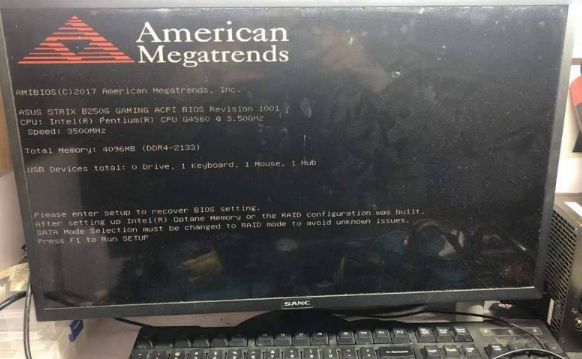 American
Megatrends
AMIBIOS(C)2017 American Megatrends, Inc.
ASUS STRIX B250G GAMING ACPI BIOS Revision 1001
CPU: Intel(R) Pentium(R) CPU G4560 @ 3.50GHz
Speed: 3500MHz
Total Memory: 4096MB (DDR4-2133)
USB Devices total: 0 Drive, 1 Keyboard, 1 Mouse, 1 Hub
Please enter setup to recover BIOS setting.
After setting up Intel(R) Optane Memory or the RAID configuration was built,
SATA Mode Selection must be changed to RAID mode to avoid unknown issues.
Press F1 to Run SETUP
SANC